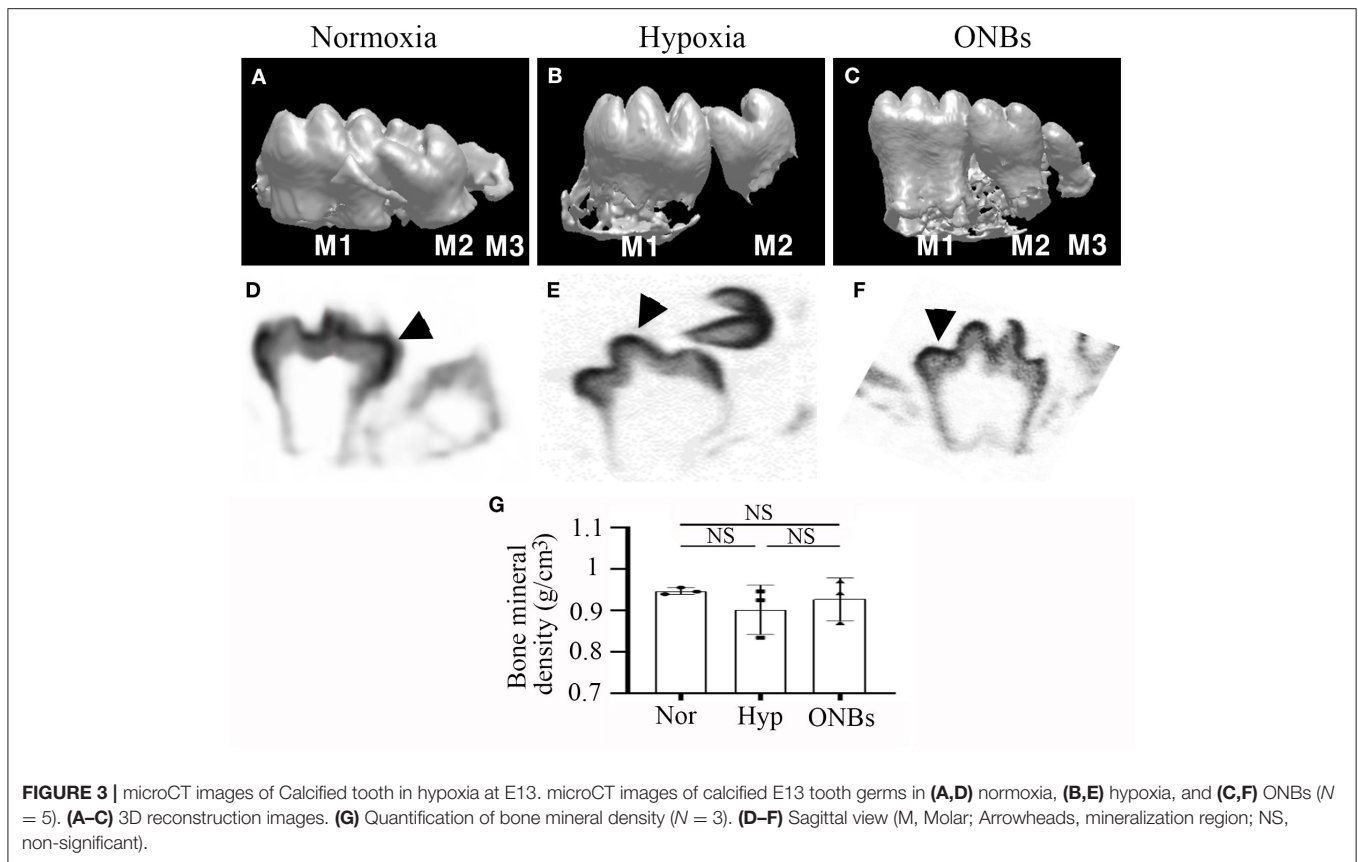 Normoxia Hypoxia ONBs
A B C
M1 M2 M3 M1 M2 M1 M2 M3
D E F
G
NS
NS NS
Bone mineral
density (g/cm³)
1.1
1
0.9
0.8
0.7
Nor Hyp ONBs
FIGURE 3 | microCT images of Calcified tooth in hypoxia at E13. microCT images of calcified E13 tooth germs in (A,D) normoxia, (B,E) hypoxia, and (C,F) ONBs (N
= 5). (A–C) 3D reconstruction images. (G) Quantification of bone mineral density (N = 3). (D–F) Sagittal view (M, Molar; Arrowheads, mineralization region; NS,
non-significant).